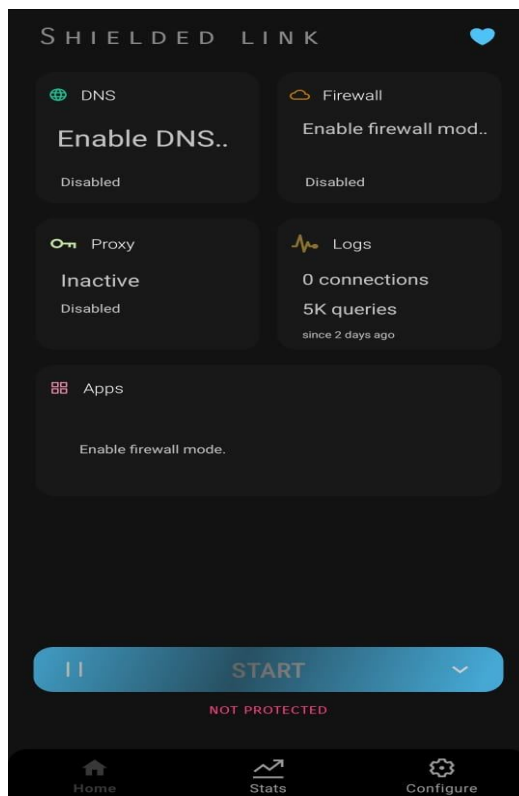 SHIELDED LINK
DNS
Enable DNS..
Disabled
Firewall
Enable firewall mod..
Disabled
Proxy
Inactive
Disabled
Logs
0 connections
5K queries
since 2 days ago
Apps
Enable firewall mode.
START
NOT PROTECTED
Home
Stats
Configure